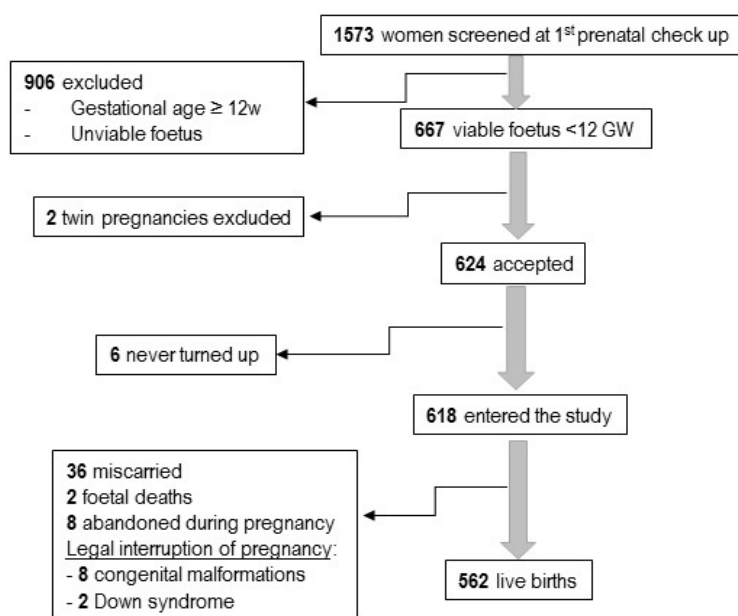 1573 women screened at 1st prenatal check up
906 excluded
- Gestational age ≥ 12w
- Unviable foetus
667 viable foetus <12 GW
2 twin pregnancies excluded
624 accepted
6 never turned up
618 entered the study
36 miscarried
2 foetal deaths
8 abandoned during pregnancy
Legal interruption of pregnancy:
- 8 congenital malformations
- 2 Down syndrome
562 live births